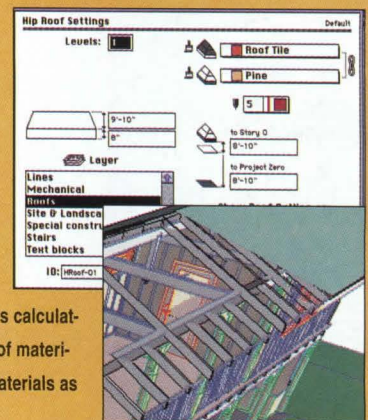 Hip Roof Settings
Default
Levels: 1
Roof Tile
Pine
5
9'-10"
8"
to Story 0
8'-10"
to Project Zero
8'-10"
Layer
Lines
Mechanical
Roofs
Site & Landsca
Special constru
Stairs
Text blocks
ID: HRoof-01
s calculat-
of materi-
aterials as